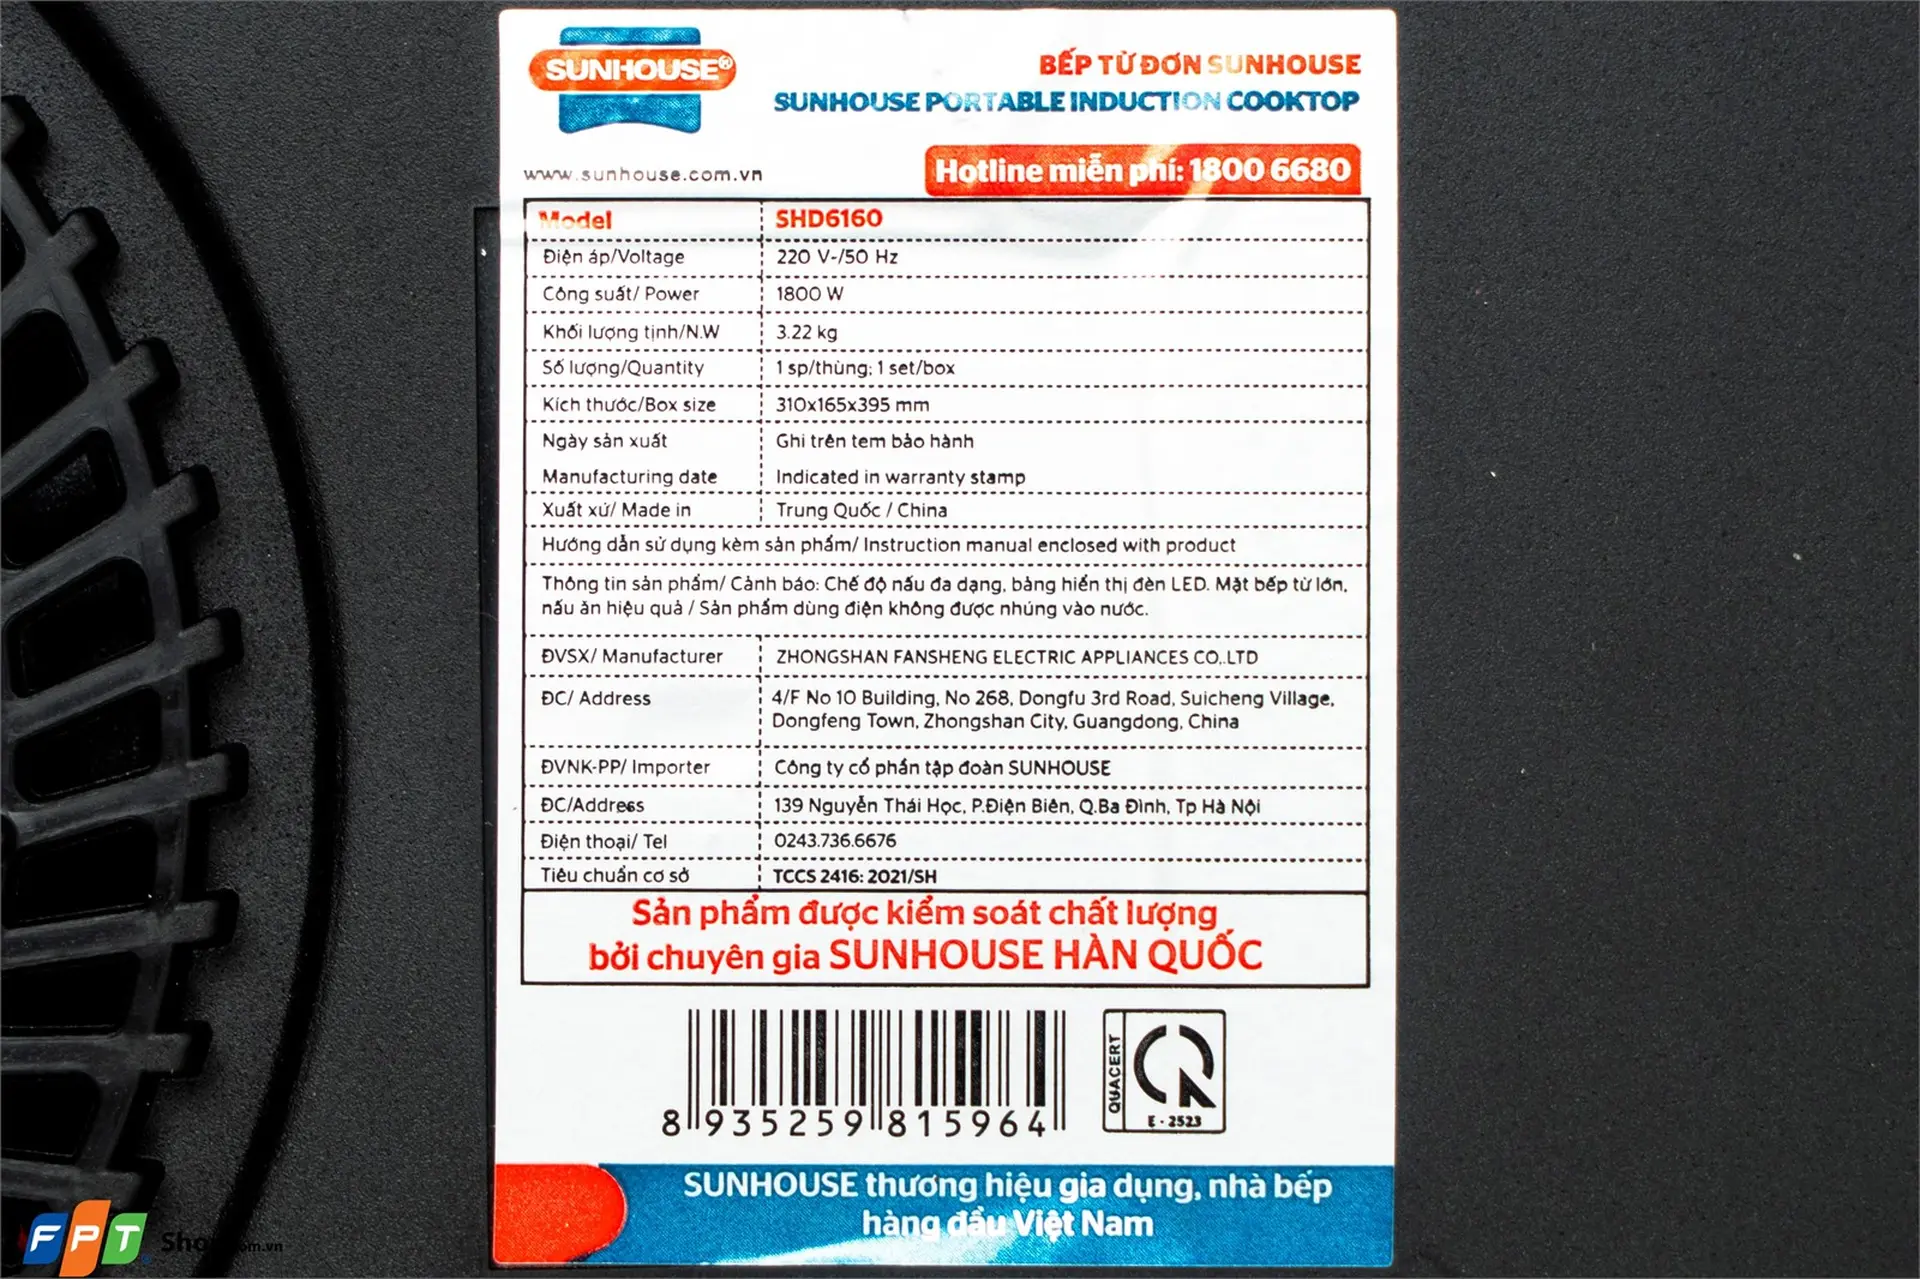 SUNHOUSE®
BẾP TỪ ĐƠN SUNHOUSE
SUNHOUSE PORTABLE INDUCTION COOKTOP
www.sunhouse.com.vn
Hotline miễn phí: 1800 6680
Model SHD6160
Điện áp/Voltage 220 V~/50 Hz
Công suất/ Power 1800 W
Khối lượng tịnh/N.W 3.22 kg
Số lượng/Quantity 1 sp/thùng; 1 set/box
Kích thước/Box size 310x165x395 mm
Ngày sản xuất Ghi trên tem bảo hành
Manufacturing date Indicated in warranty stamp
Xuất xứ/ Made in Trung Quốc / China
Hướng dẫn sử dụng kèm sản phẩm/ Instruction manual enclosed with product
Thông tin sản phẩm/ Cảnh báo: Chế độ nấu đa dạng, bảng hiển thị đèn LED. Mặt bếp từ lớn,
nấu ăn hiệu quả / Sản phẩm dùng điện không được nhúng vào nước.
ĐVSX/ Manufacturer ZHONGSHAN FANSHENG ELECTRIC APPLIANCES CO,.LTD
ĐC/ Address 4/F No 10 Building, No 268, Dongfu 3rd Road, Suicheng Village,
Dongfeng Town, Zhongshan City, Guangdong, China
ĐVNK-PP/ Importer Công ty cổ phần tập đoàn SUNHOUSE
ĐC/Address 139 Nguyễn Thái Học, P.Điện Biên, Q.Ba Đình, Tp Hà Nội
Điện thoại/ Tel 0243.736.6676
Tiêu chuẩn cơ sở TCCS 2416: 2021/SH
Sản phẩm được kiểm soát chất lượng
bởi chuyên gia SUNHOUSE HÀN QUỐC
8 935259 815964
QUACERT
E - 2523
SUNHOUSE thương hiệu gia dụng, nhà bếp
hàng đầu Việt Nam
FPT Shop.com.vn